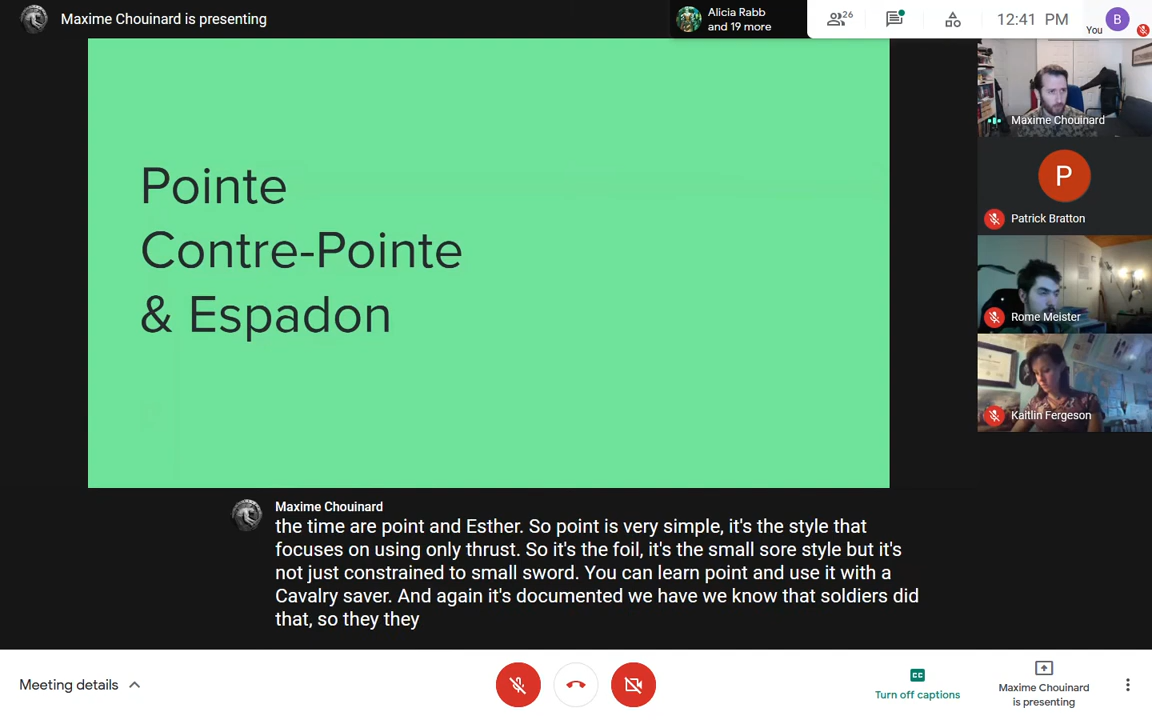 Maxime Chouinard is presenting
Alicia Rabb
and 19 more
26
12:41 PM
You
B
Pointe
Contre-Pointe
& Espadon
Maxime Chouinard
P
Patrick Bratton
Rome Meister
Kaitlin Fergeson
Maxime Chouinard
the time are point and Esther. So point is very simple, it's the style that
focuses on using only thrust. So it's the foil, it's the small sore style but it's
not just constrained to small sword. You can learn point and use it with a
Cavalry saver. And again it's documented we have we know that soldiers did
that, so they they
Meeting details
CC
Turn off captions
Maxime Chouinard
is presenting